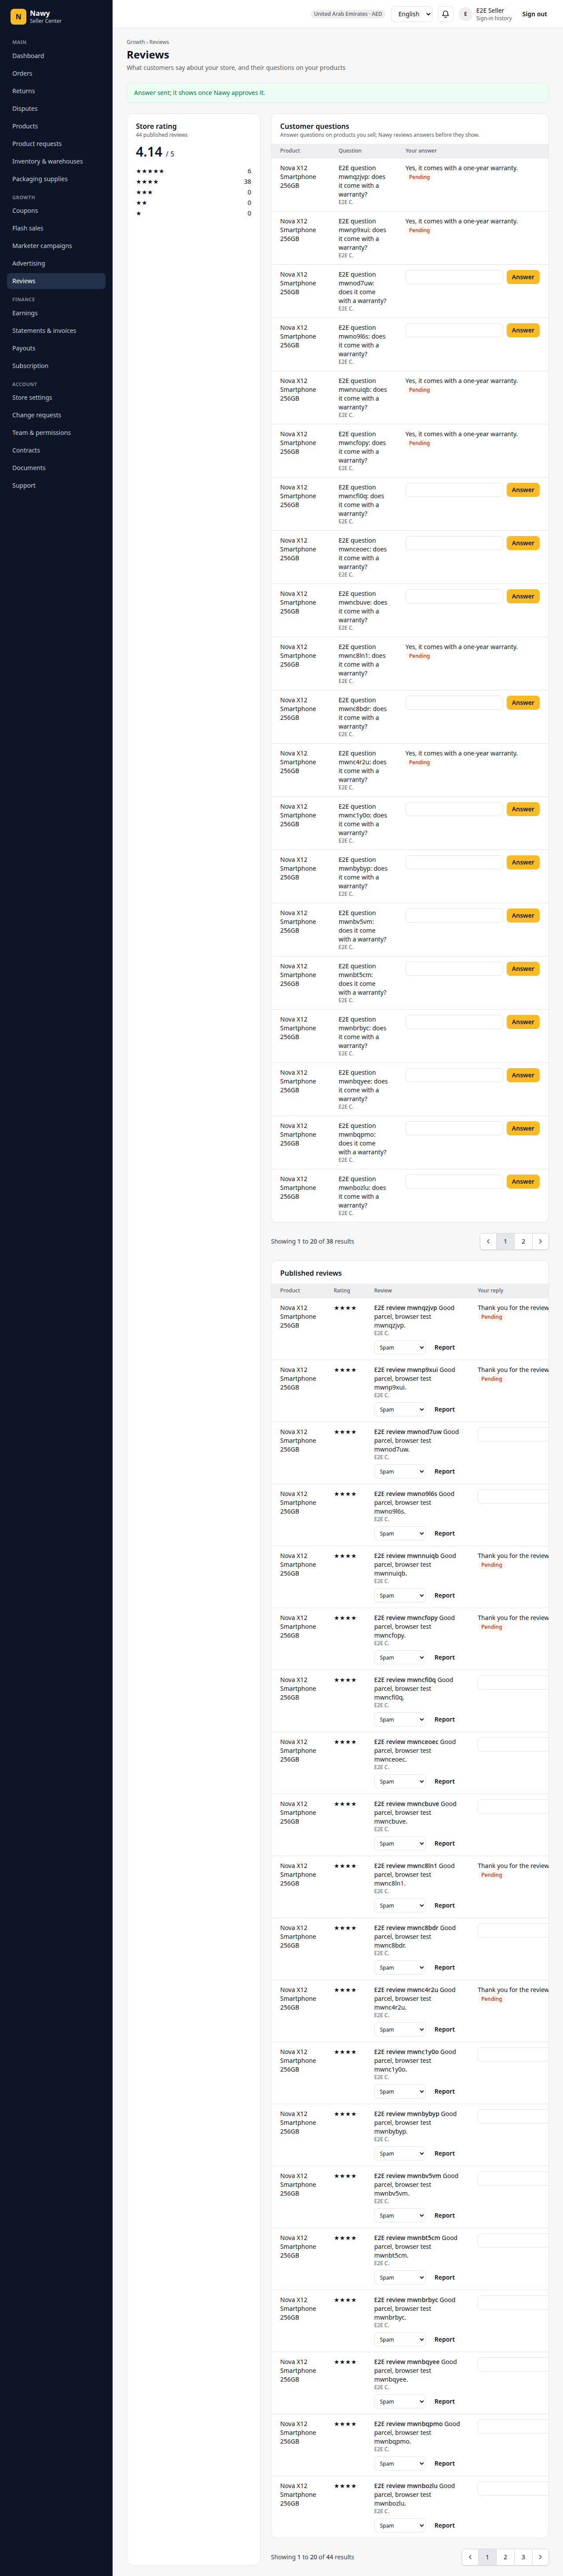 N
Nawy
Seller Center
MAIN
Dashboard
Orders
Returns
Disputes
Products
Product requests
Inventory & warehouses
Packaging supplies
GROWTH
Coupons
Flash sales
Marketer campaigns
Advertising
Reviews
FINANCE
Earnings
Statements & invoices
Payouts
Subscription
ACCOUNT
Store settings
Change requests
Team & permissions
Contracts
Documents
Support
United Arab Emirates · AED
English
E
E2E Seller
Sign-in history
Sign out
Growth › Reviews
Reviews
What customers say about your store, and their questions on your products
Answer sent; it shows once Nawy approves it.
Store rating
44 published reviews
4.14 / 5
★★★★★ 6
★★★★ 38
★★★ 0
★★ 0
★ 0
Customer questions
Answers on products you sell; Nawy reviews answers before they show.
Product Question Your answer
Nova X12 Smartphone 256GB
E2E question mwnqzjvp: does it come with a warranty?
E2E C.
Yes, it comes with a one-year warranty.
Pending
Nova X12 Smartphone 256GB
E2E question mwnp9xui: does it come with a warranty?
E2E C.
Yes, it comes with a one-year warranty.
Pending
Nova X12 Smartphone 256GB
E2E question mwnod7uw: does it come with a warranty?
E2E C.
Answer
Nova X12 Smartphone 256GB
E2E question mwno9l6s: does it come with a warranty?
E2E C.
Answer
Nova X12 Smartphone 256GB
E2E question mwnnuiqb: does it come with a warranty?
E2E C.
Yes, it comes with a one-year warranty.
Pending
Nova X12 Smartphone 256GB
E2E question mwncfopy: does it come with a warranty?
E2E C.
Yes, it comes with a one-year warranty.
Pending
Nova X12 Smartphone 256GB
E2E question mwncfi0q: does it come with a warranty?
E2E C.
Answer
Nova X12 Smartphone 256GB
E2E question mwnceoec: does it come with a warranty?
E2E C.
Answer
Nova X12 Smartphone 256GB
E2E question mwncbuve: does it come with a warranty?
E2E C.
Answer
Nova X12 Smartphone 256GB
E2E question mwnc8ln1: does it come with a warranty?
E2E C.
Yes, it comes with a one-year warranty.
Pending
Nova X12 Smartphone 256GB
E2E question mwnc8bdr: does it come with a warranty?
E2E C.
Answer
Nova X12 Smartphone 256GB
E2E question mwnc4r2u: does it come with a warranty?
E2E C.
Yes, it comes with a one-year warranty.
Pending
Nova X12 Smartphone 256GB
E2E question mwnc1y0o: does it come with a warranty?
E2E C.
Answer
Nova X12 Smartphone 256GB
E2E question mwnbybyp: does it come with a warranty?
E2E C.
Answer
Nova X12 Smartphone 256GB
E2E question mwnbv5vm: does it come with a warranty?
E2E C.
Answer
Nova X12 Smartphone 256GB
E2E question mwnbt5cm: does it come with a warranty?
E2E C.
Answer
Nova X12 Smartphone 256GB
E2E question mwnbrbyc: does it come with a warranty?
E2E C.
Answer
Nova X12 Smartphone 256GB
E2E question mwnbqyee: does it come with a warranty?
E2E C.
Answer
Nova X12 Smartphone 256GB
E2E question mwnbqpmo: does it come with a warranty?
E2E C.
Answer
Nova X12 Smartphone 256GB
E2E question mwnbozlu: does it come with a warranty?
E2E C.
Answer
Showing 1 to 20 of 38 results
‹ 1 2 ›
Published reviews
Product Rating Review Your reply
Nova X12 Smartphone 256GB
★★★★
E2E review mwnqzjvp Good parcel, browser test mwnqzjvp.
E2E C.
Spam Report
Thank you for the review
Pending
Nova X12 Smartphone 256GB
★★★★
E2E review mwnp9xui Good parcel, browser test mwnp9xui.
E2E C.
Spam Report
Thank you for the review
Pending
Nova X12 Smartphone 256GB
★★★★
E2E review mwnod7uw Good parcel, browser test mwnod7uw.
E2E C.
Spam Report
Nova X12 Smartphone 256GB
★★★★
E2E review mwno9l6s Good parcel, browser test mwno9l6s.
E2E C.
Spam Report
Nova X12 Smartphone 256GB
★★★★
E2E review mwnnuiqb Good parcel, browser test mwnnuiqb.
E2E C.
Spam Report
Thank you for the review
Pending
Nova X12 Smartphone 256GB
★★★★
E2E review mwncfopy Good parcel, browser test mwncfopy.
E2E C.
Spam Report
Thank you for the review
Pending
Nova X12 Smartphone 256GB
★★★★
E2E review mwncfi0q Good parcel, browser test mwncfi0q.
E2E C.
Spam Report
Nova X12 Smartphone 256GB
★★★★
E2E review mwnceoec Good parcel, browser test mwnceoec.
E2E C.
Spam Report
Nova X12 Smartphone 256GB
★★★★
E2E review mwncbuve Good parcel, browser test mwncbuve.
E2E C.
Spam Report
Nova X12 Smartphone 256GB
★★★★
E2E review mwnc8ln1 Good parcel, browser test mwnc8ln1.
E2E C.
Spam Report
Thank you for the review
Pending
Nova X12 Smartphone 256GB
★★★★
E2E review mwnc8bdr Good parcel, browser test mwnc8bdr.
E2E C.
Spam Report
Nova X12 Smartphone 256GB
★★★★
E2E review mwnc4r2u Good parcel, browser test mwnc4r2u.
E2E C.
Spam Report
Thank you for the review
Pending
Nova X12 Smartphone 256GB
★★★★
E2E review mwnc1y0o Good parcel, browser test mwnc1y0o.
E2E C.
Spam Report
Nova X12 Smartphone 256GB
★★★★
E2E review mwnbybyp Good parcel, browser test mwnbybyp.
E2E C.
Spam Report
Nova X12 Smartphone 256GB
★★★★
E2E review mwnbv5vm Good parcel, browser test mwnbv5vm.
E2E C.
Spam Report
Nova X12 Smartphone 256GB
★★★★
E2E review mwnbt5cm Good parcel, browser test mwnbt5cm.
E2E C.
Spam Report
Nova X12 Smartphone 256GB
★★★★
E2E review mwnbrbyc Good parcel, browser test mwnbrbyc.
E2E C.
Spam Report
Nova X12 Smartphone 256GB
★★★★
E2E review mwnbqyee Good parcel, browser test mwnbqyee.
E2E C.
Spam Report
Nova X12 Smartphone 256GB
★★★★
E2E review mwnbqpmo Good parcel, browser test mwnbqpmo.
E2E C.
Spam Report
Nova X12 Smartphone 256GB
★★★★
E2E review mwnbozlu Good parcel, browser test mwnbozlu.
E2E C.
Spam Report
Showing 1 to 20 of 44 results
‹ 1 2 3 ›